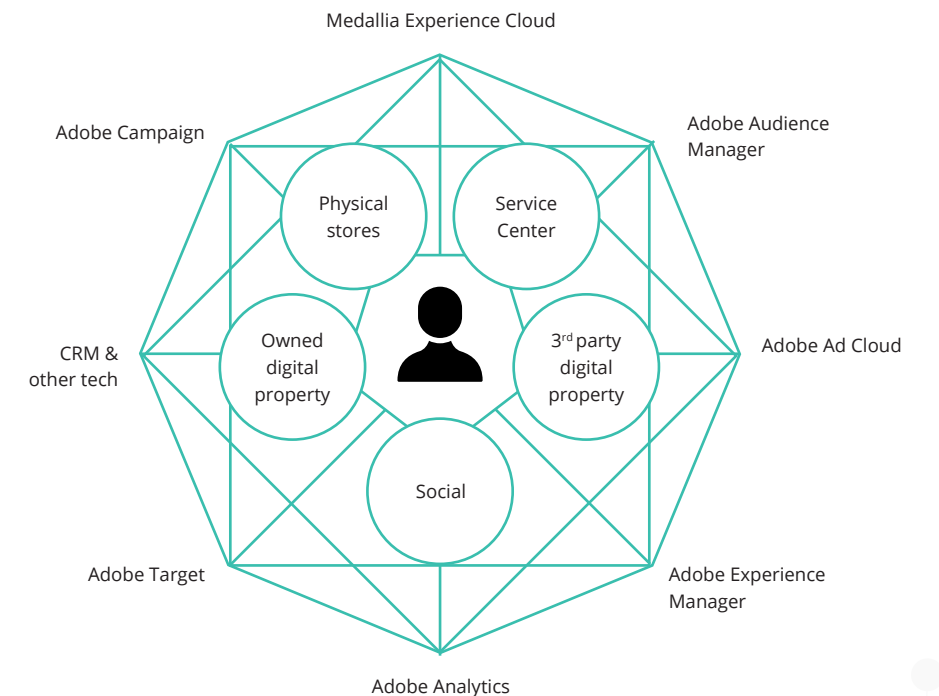 Medallia Experience Cloud
Adobe Campaign
Adobe Audience
Manager
Physical
stores
Service
Center
CRM &
other tech
Owned
digital
property
3rd party
digital
property
Adobe Ad Cloud
Social
Adobe Target
Adobe Experience
Manager
Adobe Analytics